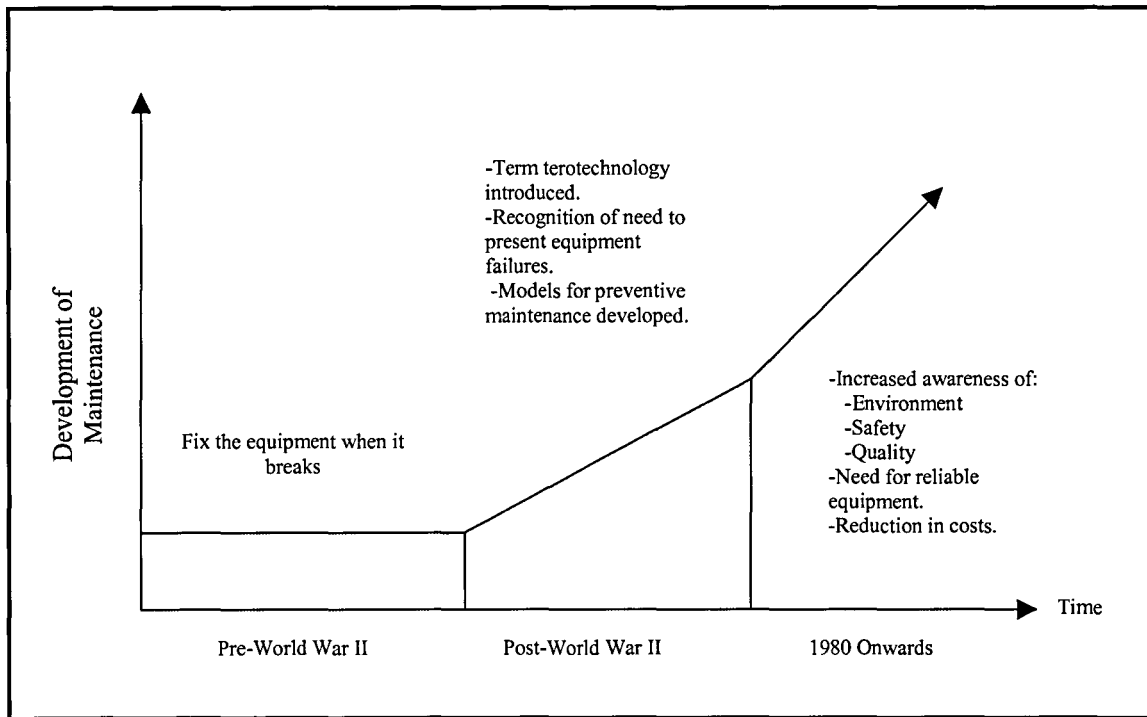 Development of
Maintenance
-Term terotechnology
introduced.
-Recognition of need to
present equipment
failures.
-Models for preventive
maintenance developed.
Fix the equipment when it
breaks
-Increased awareness of:
-Environment
-Safety
-Quality
-Need for reliable
equipment.
-Reduction in costs.
Time
Pre-World War II
Post-World War II
1980 Onwards